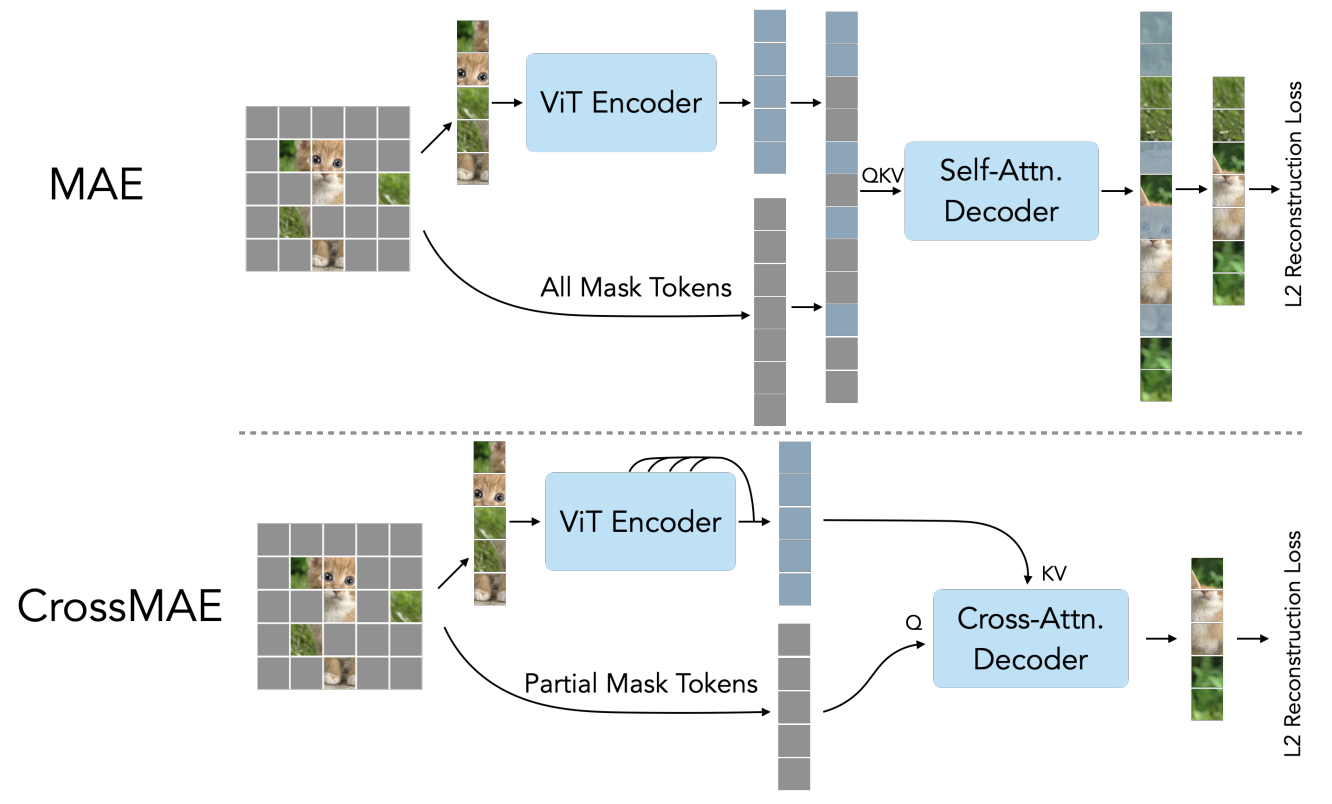 MAE
ViT Encoder
All Mask Tokens
QKV
Self-Attn.
Decoder
L2 Reconstruction Loss
CrossMAE
ViT Encoder
Partial Mask Tokens
Q
KV
Cross-Attn.
Decoder
L2 Reconstruction Loss